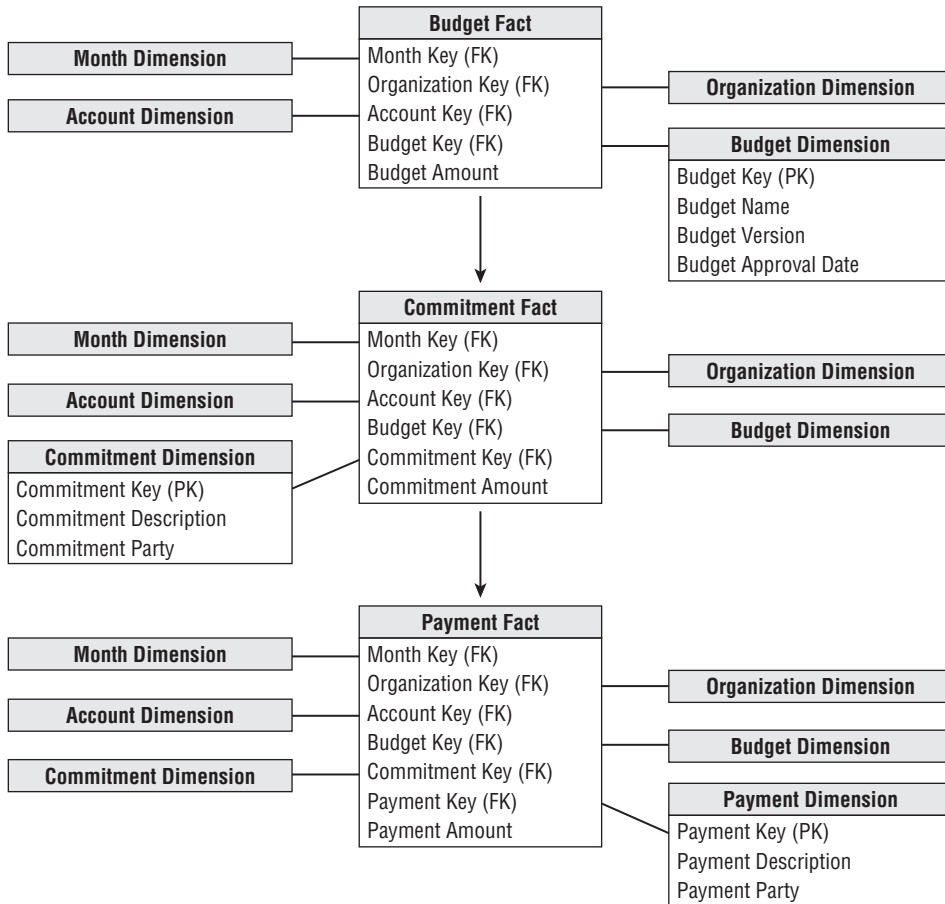 Budget Fact
Month Key (FK)
Organization Key (FK)
Account Key (FK)
Budget Key (FK)
Budget Amount
Month Dimension
Account Dimension
Organization Dimension
Budget Dimension
Budget Key (PK)
Budget Name
Budget Version
Budget Approval Date
Commitment Fact
Month Key (FK)
Organization Key (FK)
Account Key (FK)
Budget Key (FK)
Commitment Key (FK)
Commitment Amount
Month Dimension
Account Dimension
Commitment Dimension
Commitment Key (PK)
Commitment Description
Commitment Party
Organization Dimension
Budget Dimension
Payment Fact
Month Key (FK)
Organization Key (FK)
Account Key (FK)
Budget Key (FK)
Commitment Key (FK)
Payment Key (FK)
Payment Amount
Month Dimension
Account Dimension
Commitment Dimension
Organization Dimension
Budget Dimension
Payment Dimension
Payment Key (PK)
Payment Description
Payment Party